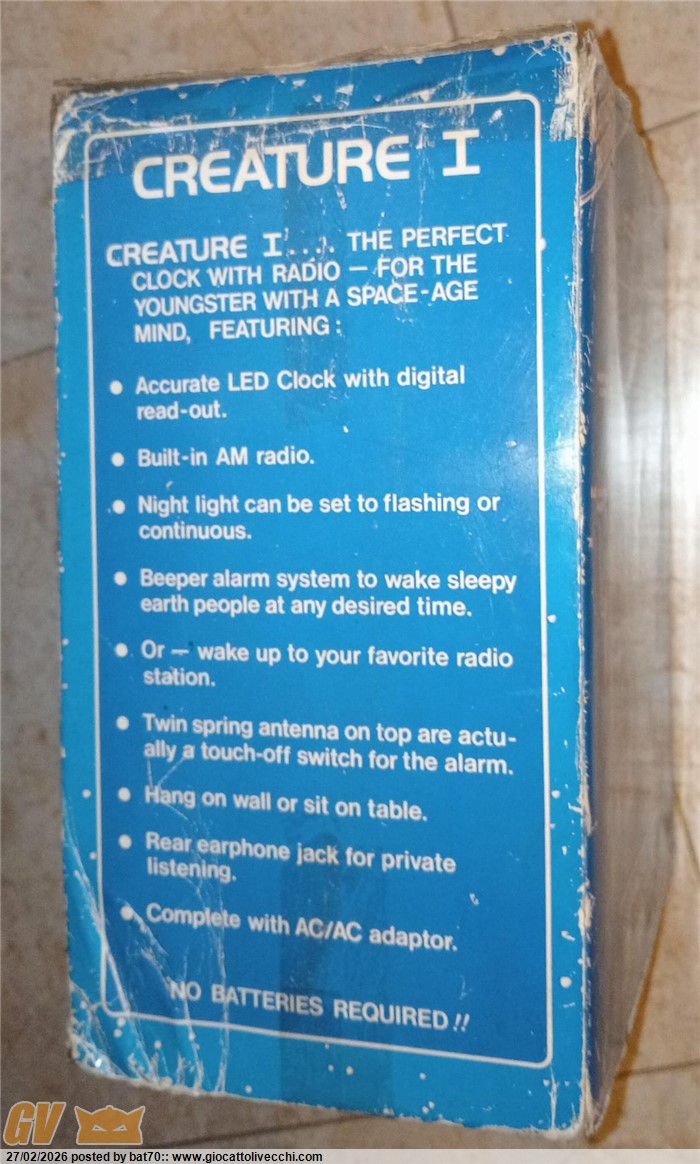 CREATURE I
CREATURE I.... THE PERFECT
CLOCK WITH RADIO — FOR THE
YOUNGSTER WITH A SPACE-AGE
MIND, FEATURING:
● Accurate LED Clock with digital
read-out.
● Built-in AM radio.
● Night light can be set to flashing or
continuous.
● Beeper alarm system to wake sleepy
earth people at any desired time.
● Or — wake up to your favorite radio
station.
● Twin spring antenna on top are actu-
ally a touch-off switch for the alarm.
● Hang on wall or sit on table.
● Rear earphone jack for private
listening.
● Complete with AC/AC adaptor.
NO BATTERIES REQUIRED!!
GV
27/02/2026 posted by bat70:: www.giocattolivecchi.com